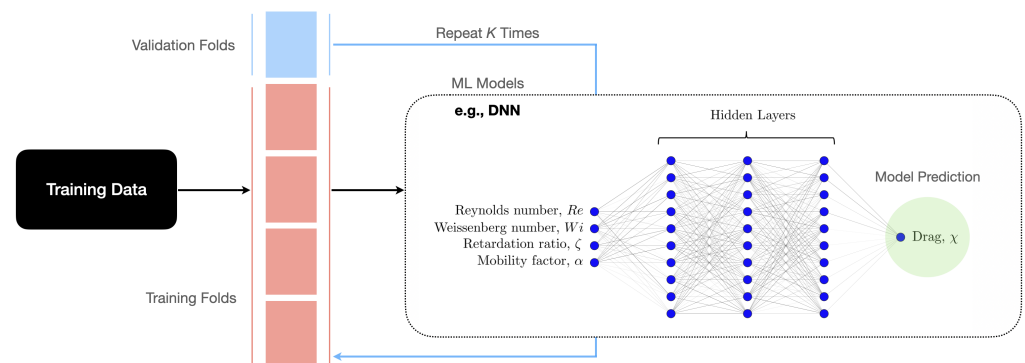 Validation Folds
Repeat K Times
ML Models
e.g., DNN
Hidden Layers
Training Data
Model Prediction
Reynolds number, Re
Weissenberg number, Wi
Retardation ratio, ζ
Mobility factor, α
Drag, χ
Training Folds